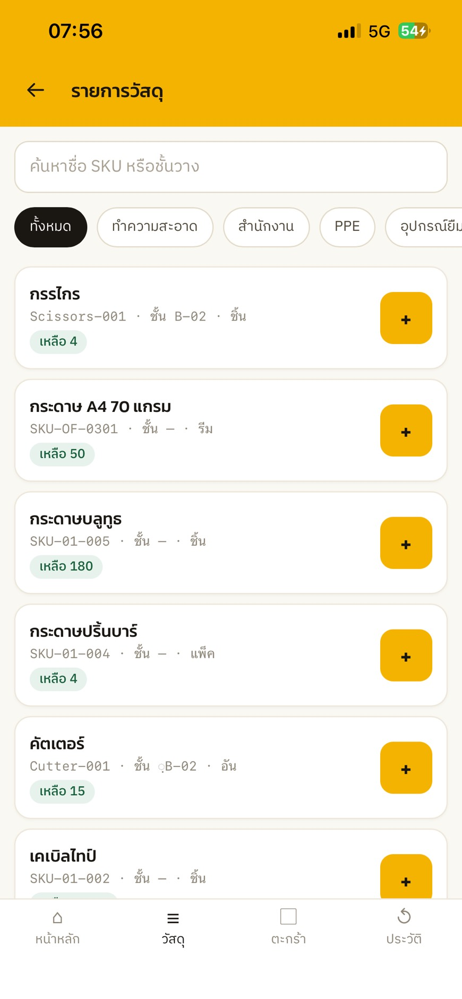 07:56
5G 54
รายการวัสดุ
ค้นหาชื่อ SKU หรือชั้นวาง
ทั้งหมด ทำความสะอาด สำนักงาน PPE อุปกรณ์ยืม
กรรไกร
Scissors-001 · ชั้น B-02 · ชิ้น
เหลือ 4
+
กระดาษ A4 70 แกรม
SKU-OF-0301 · ชั้น — · รีม
เหลือ 50
+
กระดาษบลูทูธ
SKU-01-005 · ชั้น — · ชิ้น
เหลือ 180
+
กระดาษปริ้นบาร์
SKU-01-004 · ชั้น — · แพ็ค
เหลือ 4
+
คัตเตอร์
Cutter-001 · ชั้น ฺB-02 · อัน
เหลือ 15
+
เคเบิลไทป์
SKU-01-002 · ชั้น — · ชิ้น
+
หน้าหลัก วัสดุ ตะกร้า ประวัติ